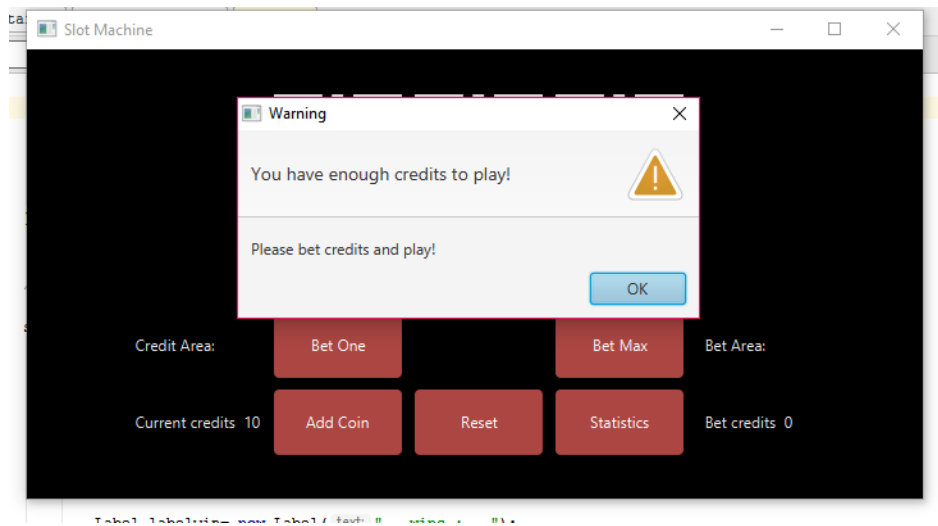 ta
Slot Machine
Warning
You have enough credits to play!
Please bet credits and play!
OK
Credit Area:
Bet One
Bet Max
Bet Area:
Current credits 10
Add Coin
Reset
Statistics
Bet credits 0